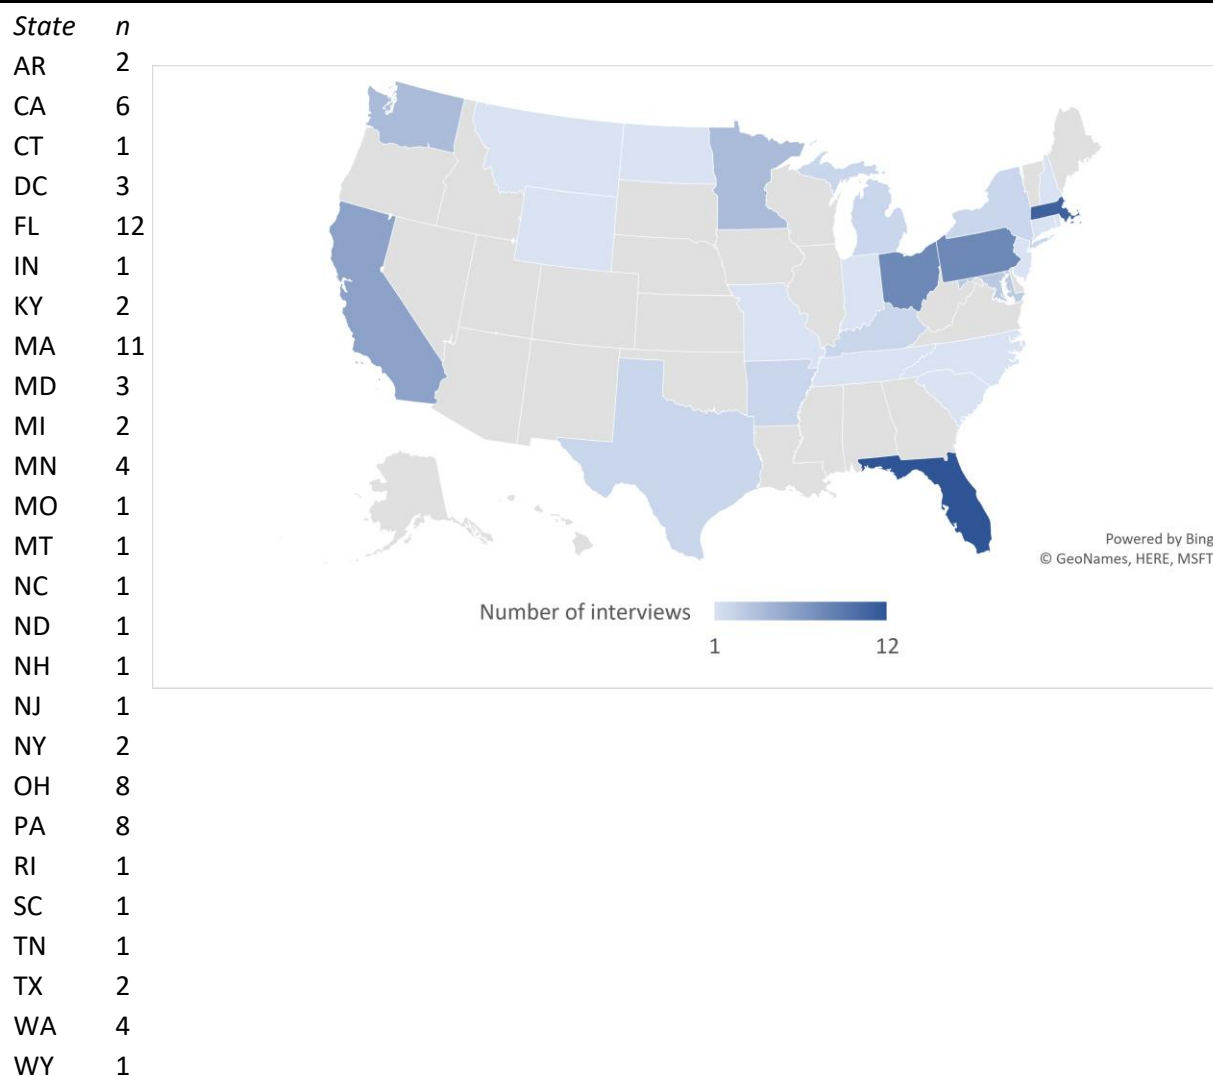 State n
AR 2
CA 6
CT 1
DC 3
FL 12
IN 1
KY 2
MA 11
MD 3
MI 2
MN 4
MO 1
MT 1
NC 1
ND 1
NH 1
NJ 1
NY 2
OH 8
PA 8
RI 1
SC 1
TN 1
TX 2
WA 4
WY 1
Powered by Bing
© GeoNames, HERE, MSFT
Number of interviews
1 12